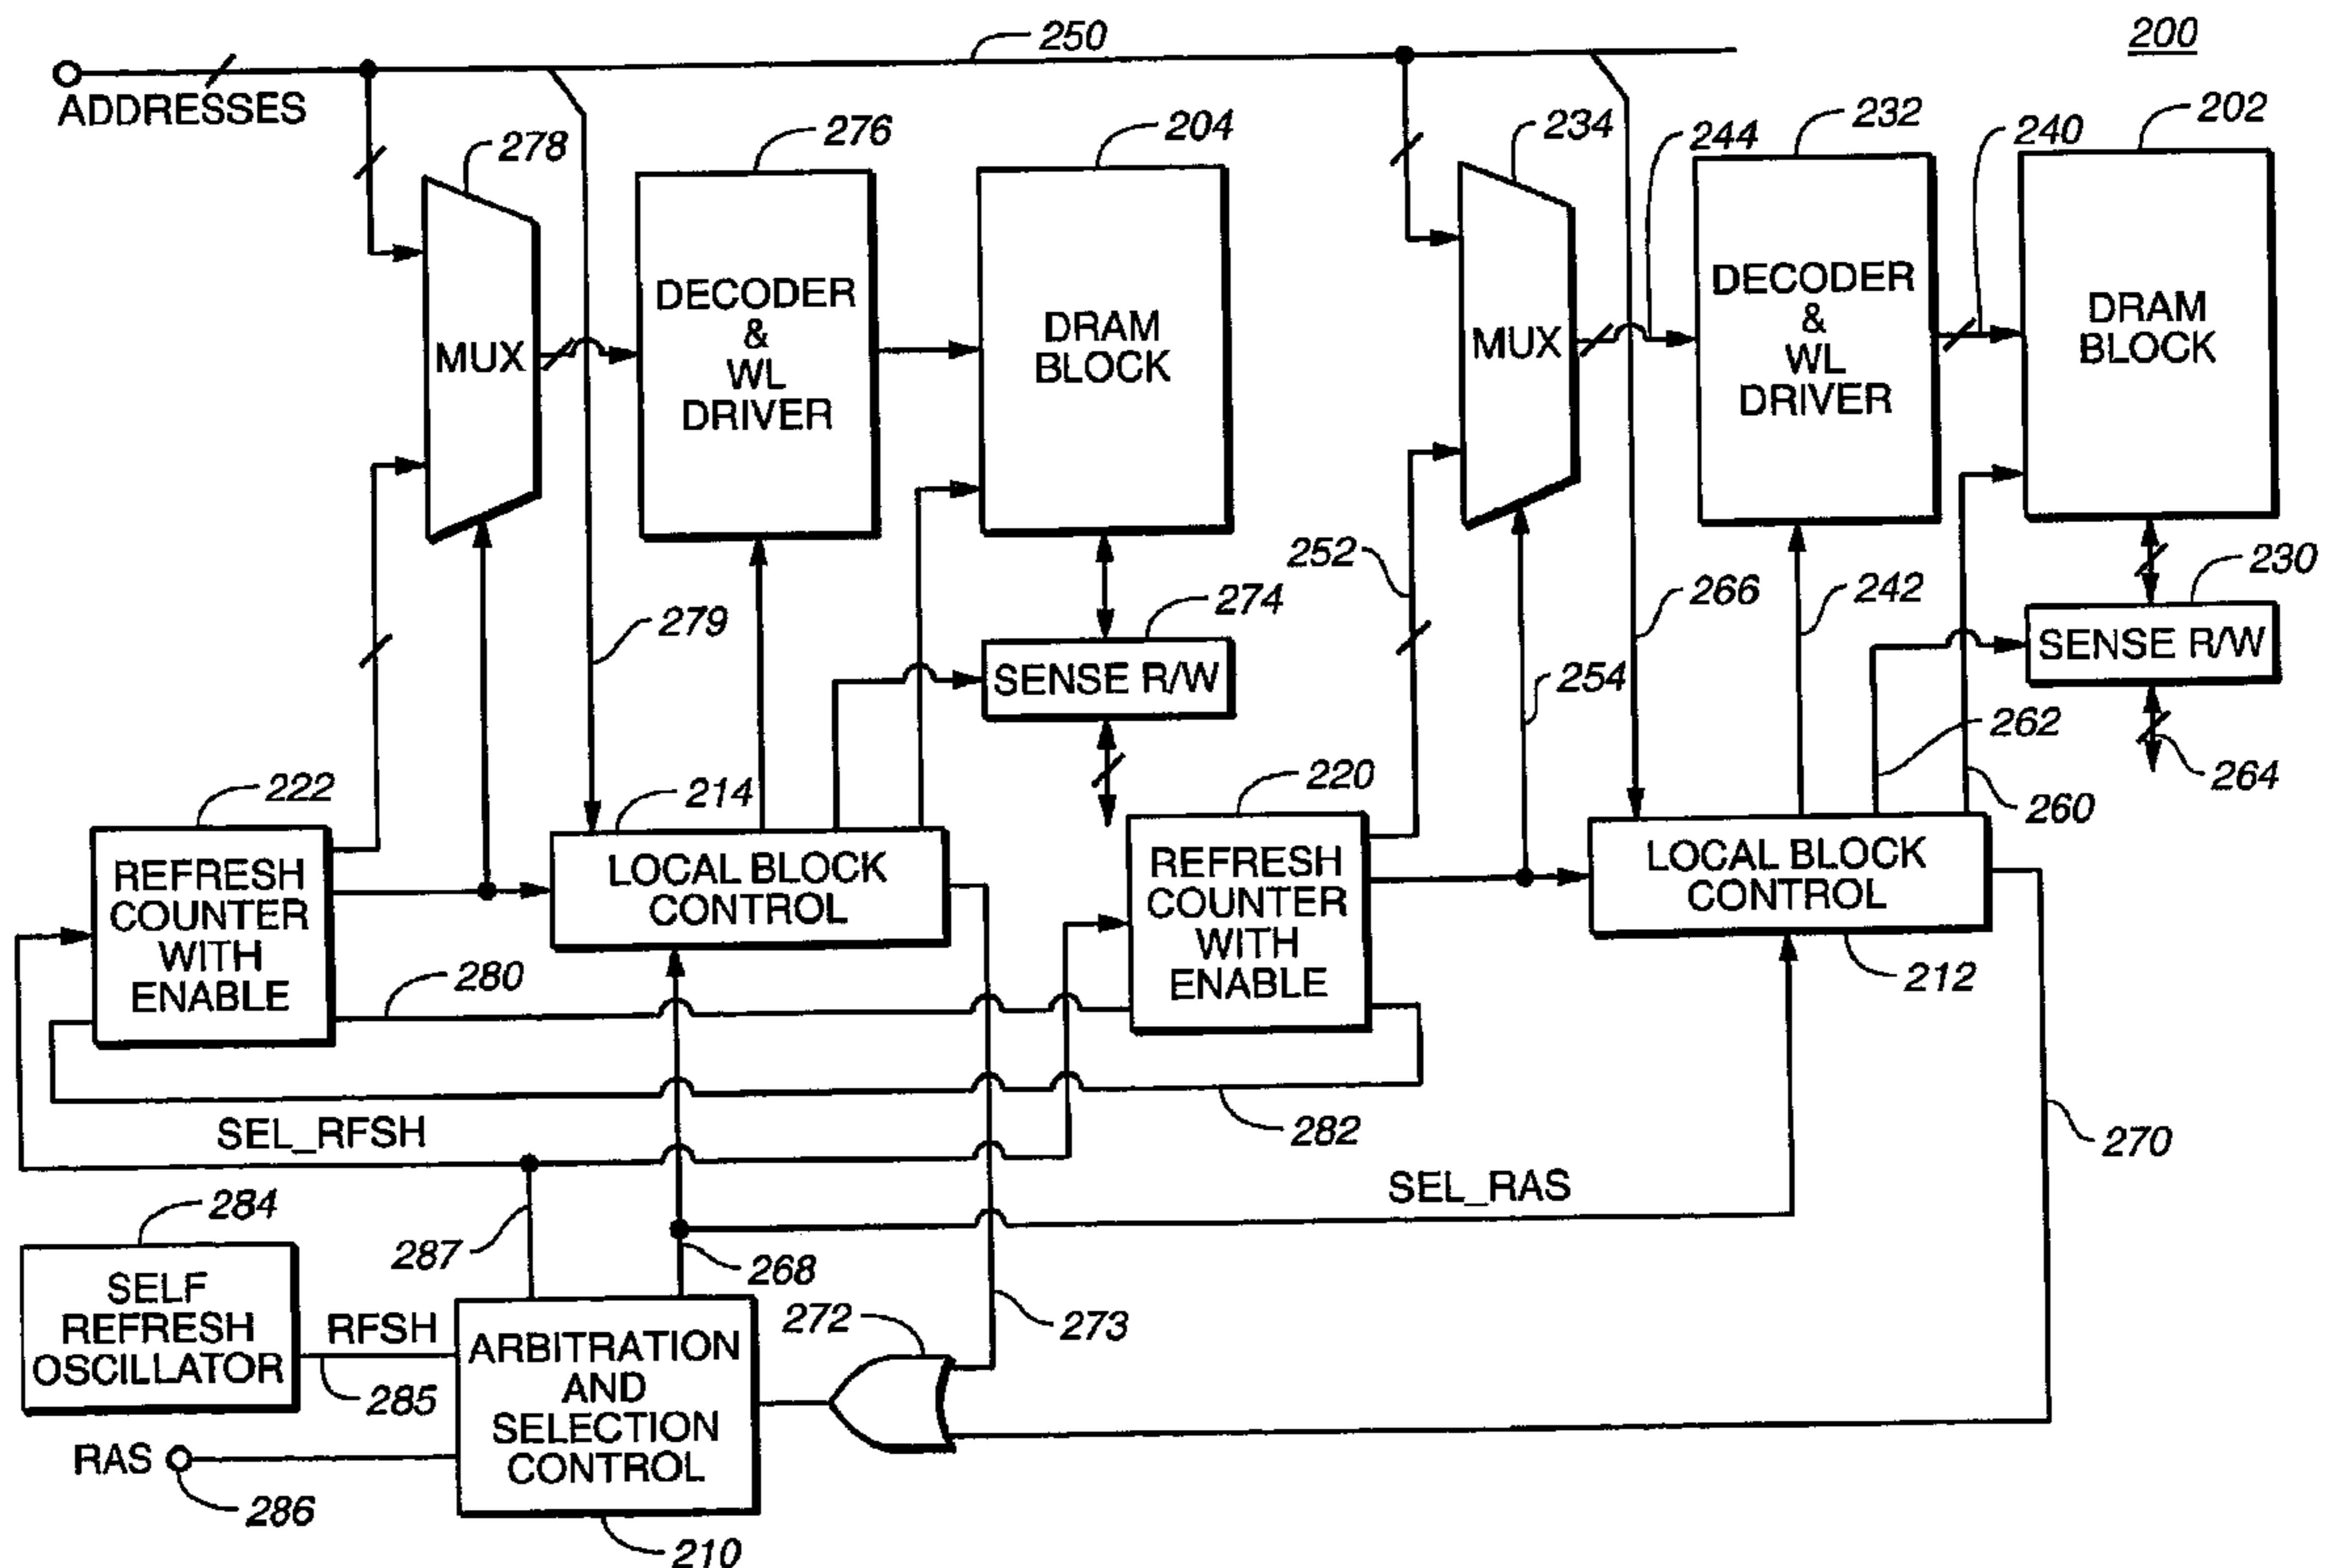 250
200
ADDRESSES
278
276
204
234
244
232
240
202
MUX
DECODER
&
WL
DRIVER
DRAM
BLOCK
MUX
DECODER
&
WL
DRIVER
DRAM
BLOCK
279
274
252
254
266
242
230
SENSE R/W
SENSE R/W
262
264
260
222
214
220
REFRESH
COUNTER
WITH
ENABLE
LOCAL BLOCK
CONTROL
REFRESH
COUNTER
WITH
ENABLE
LOCAL BLOCK
CONTROL
280
212
282
270
SEL_RFSH
SEL_RAS
284
287
268
272
273
SELF
REFRESH
OSCILLATOR
RFSH
285
ARBITRATION
AND
SELECTION
CONTROL
RAS
286
210